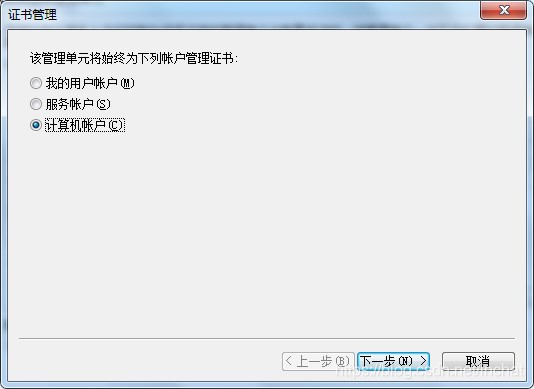 证书管理
该管理单元将始终为下列帐户管理证书:
我的用户帐户(M)
服务帐户(S)
计算机帐户(C)
< 上一步(B) 下一步(N) > 取消
https://blog.csdn.net/mchat